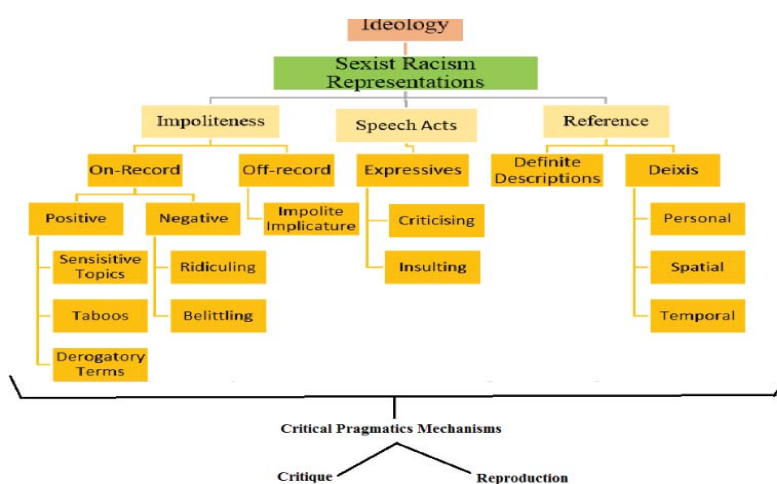 Ideology
Sexist Racism
Representations
Impoliteness
Speech Acts
Reference
On-Record
Off-record
Expressives
Definite
Descriptions
Deixis
Positive
Negative
Impolite
Implicature
Criticising
Personal
Sensisitive
Topics
Ridiculing
Insulting
Spatial
Taboos
Belittling
Temporal
Derogatory
Terms
Critical Pragmatics Mechanisms
Critique
Reproduction